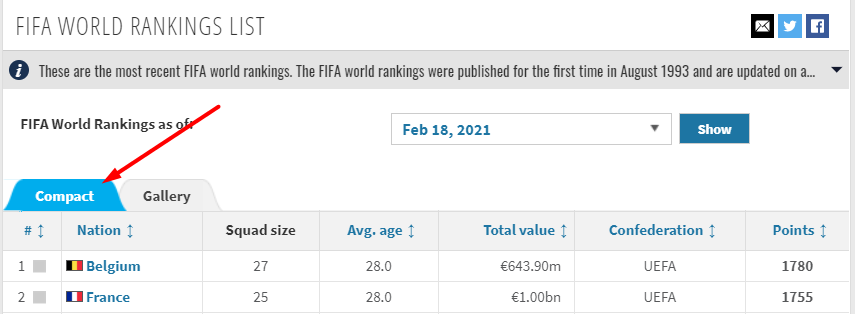 FIFA WORLD RANKINGS LIST
These are the most recent FIFA world rankings. The FIFA world rankings were published for the first time in August 1993 and are updated on a...
FIFA World Rankings as of:
Feb 18, 2021
Show
Compact Gallery
# Nation Squad size Avg. age Total value Confederation Points
1 Belgium 27 28.0 €643.90m UEFA 1780
2 France 25 28.0 €1.00bn UEFA 1755